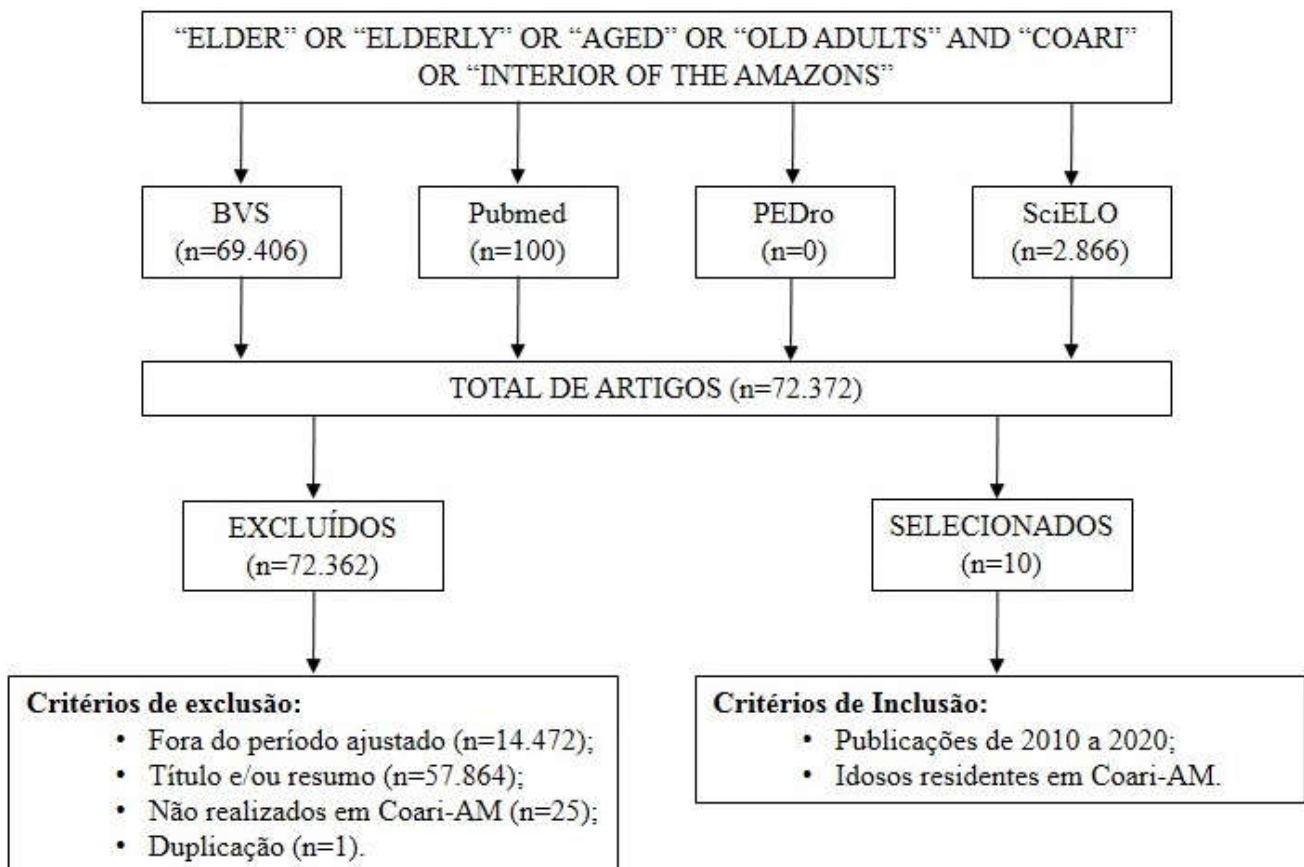 “ELDER” OR “ELDERLY” OR “AGED” OR “OLD ADULTS” AND “COARI”
OR “INTERIOR OF THE AMAZONS”
BVS
(n=69.406)
Pubmed
(n=100)
PEDro
(n=0)
SciELO
(n=2.866)
TOTAL DE ARTIGOS (n=72.372)
EXCLUÍDOS
(n=72.362)
SELECIONADOS
(n=10)
Critérios de exclusão:
• Fora do período ajustado (n=14.472);
• Título e/ou resumo (n=57.864);
• Não realizados em Coari-AM (n=25);
• Duplicação (n=1).
Critérios de Inclusão:
• Publicações de 2010 a 2020;
• Idosos residentes em Coari-AM.